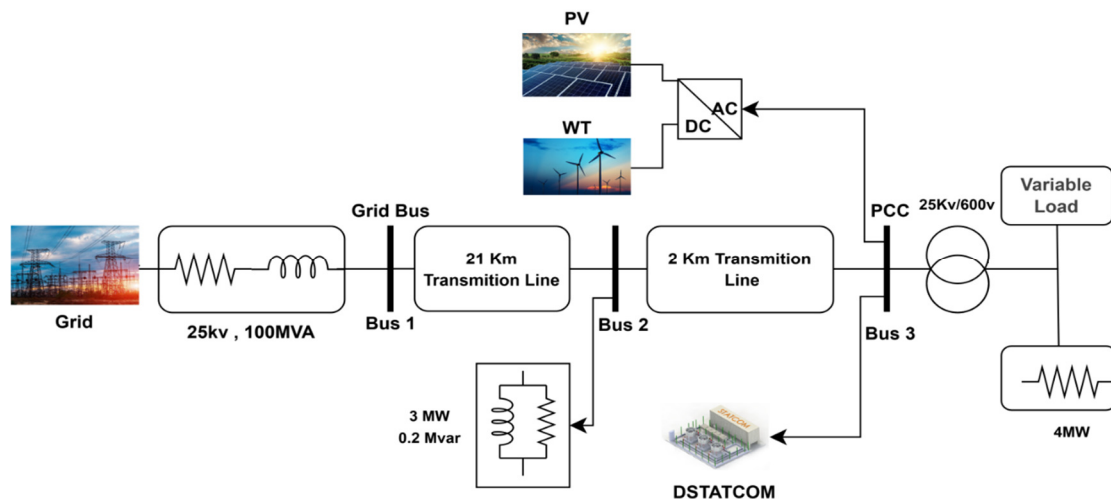 PV
AC
DC
WT
Grid Bus
PCC
25Kv/600v
Variable
Load
21 Km
Transmition Line
2 Km Transmition
Line
Grid
25kv , 100MVA
Bus 1
Bus 2
Bus 3
3 MW
0.2 Mvar
STATCOM
4MW
DSTATCOM